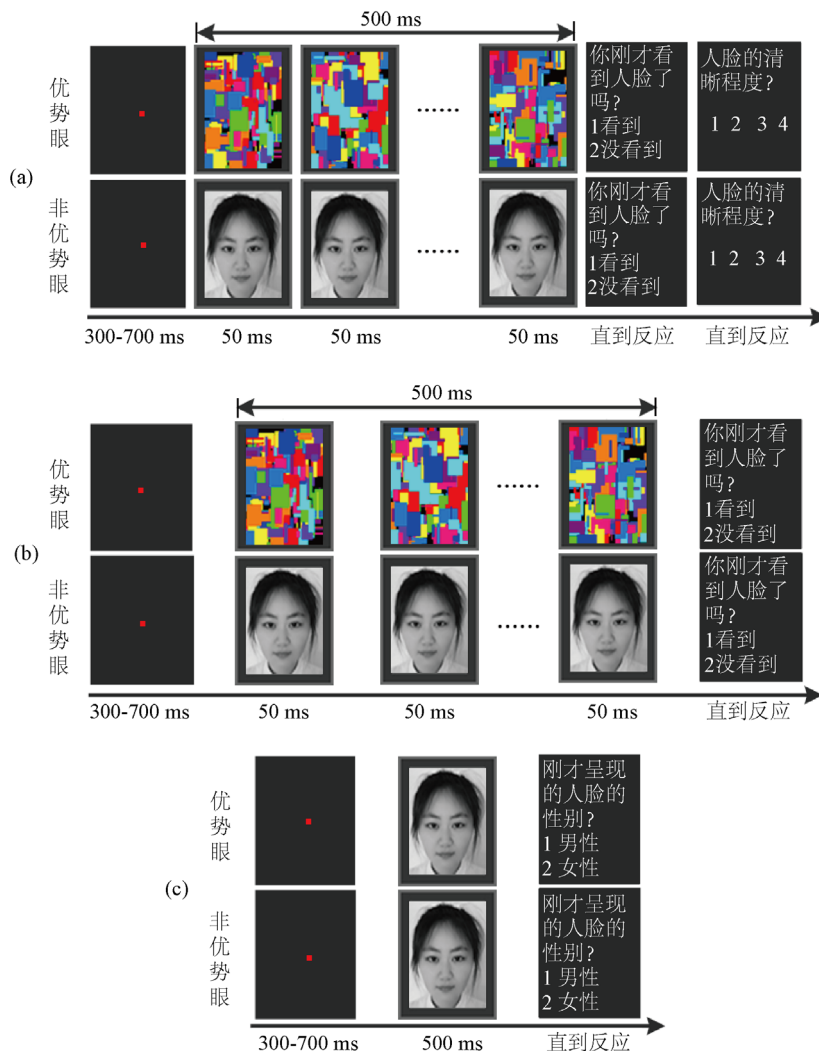 500 ms
优势眼
……
你刚才看
到人脸了
吗?
1看到
2没看到
人脸的清
晰程度?
1 2 3 4
(a)
非优势眼
……
你刚才看
到人脸了
吗?
1看到
2没看到
人脸的清
晰程度?
1 2 3 4
300-700 ms
50 ms
50 ms
50 ms
直到反应
直到反应
500 ms
优势眼
……
你刚才看
到人脸了
吗?
1看到
2没看到
(b)
非优势眼
……
你刚才看
到人脸了
吗?
1看到
2没看到
300-700 ms
50 ms
50 ms
50 ms
直到反应
优势眼
刚才呈现
的人脸的
性别?
1 男性
2 女性
(c)
非优势眼
刚才呈现
的人脸的
性别?
1 男性
2 女性
300-700 ms
500 ms
直到反应